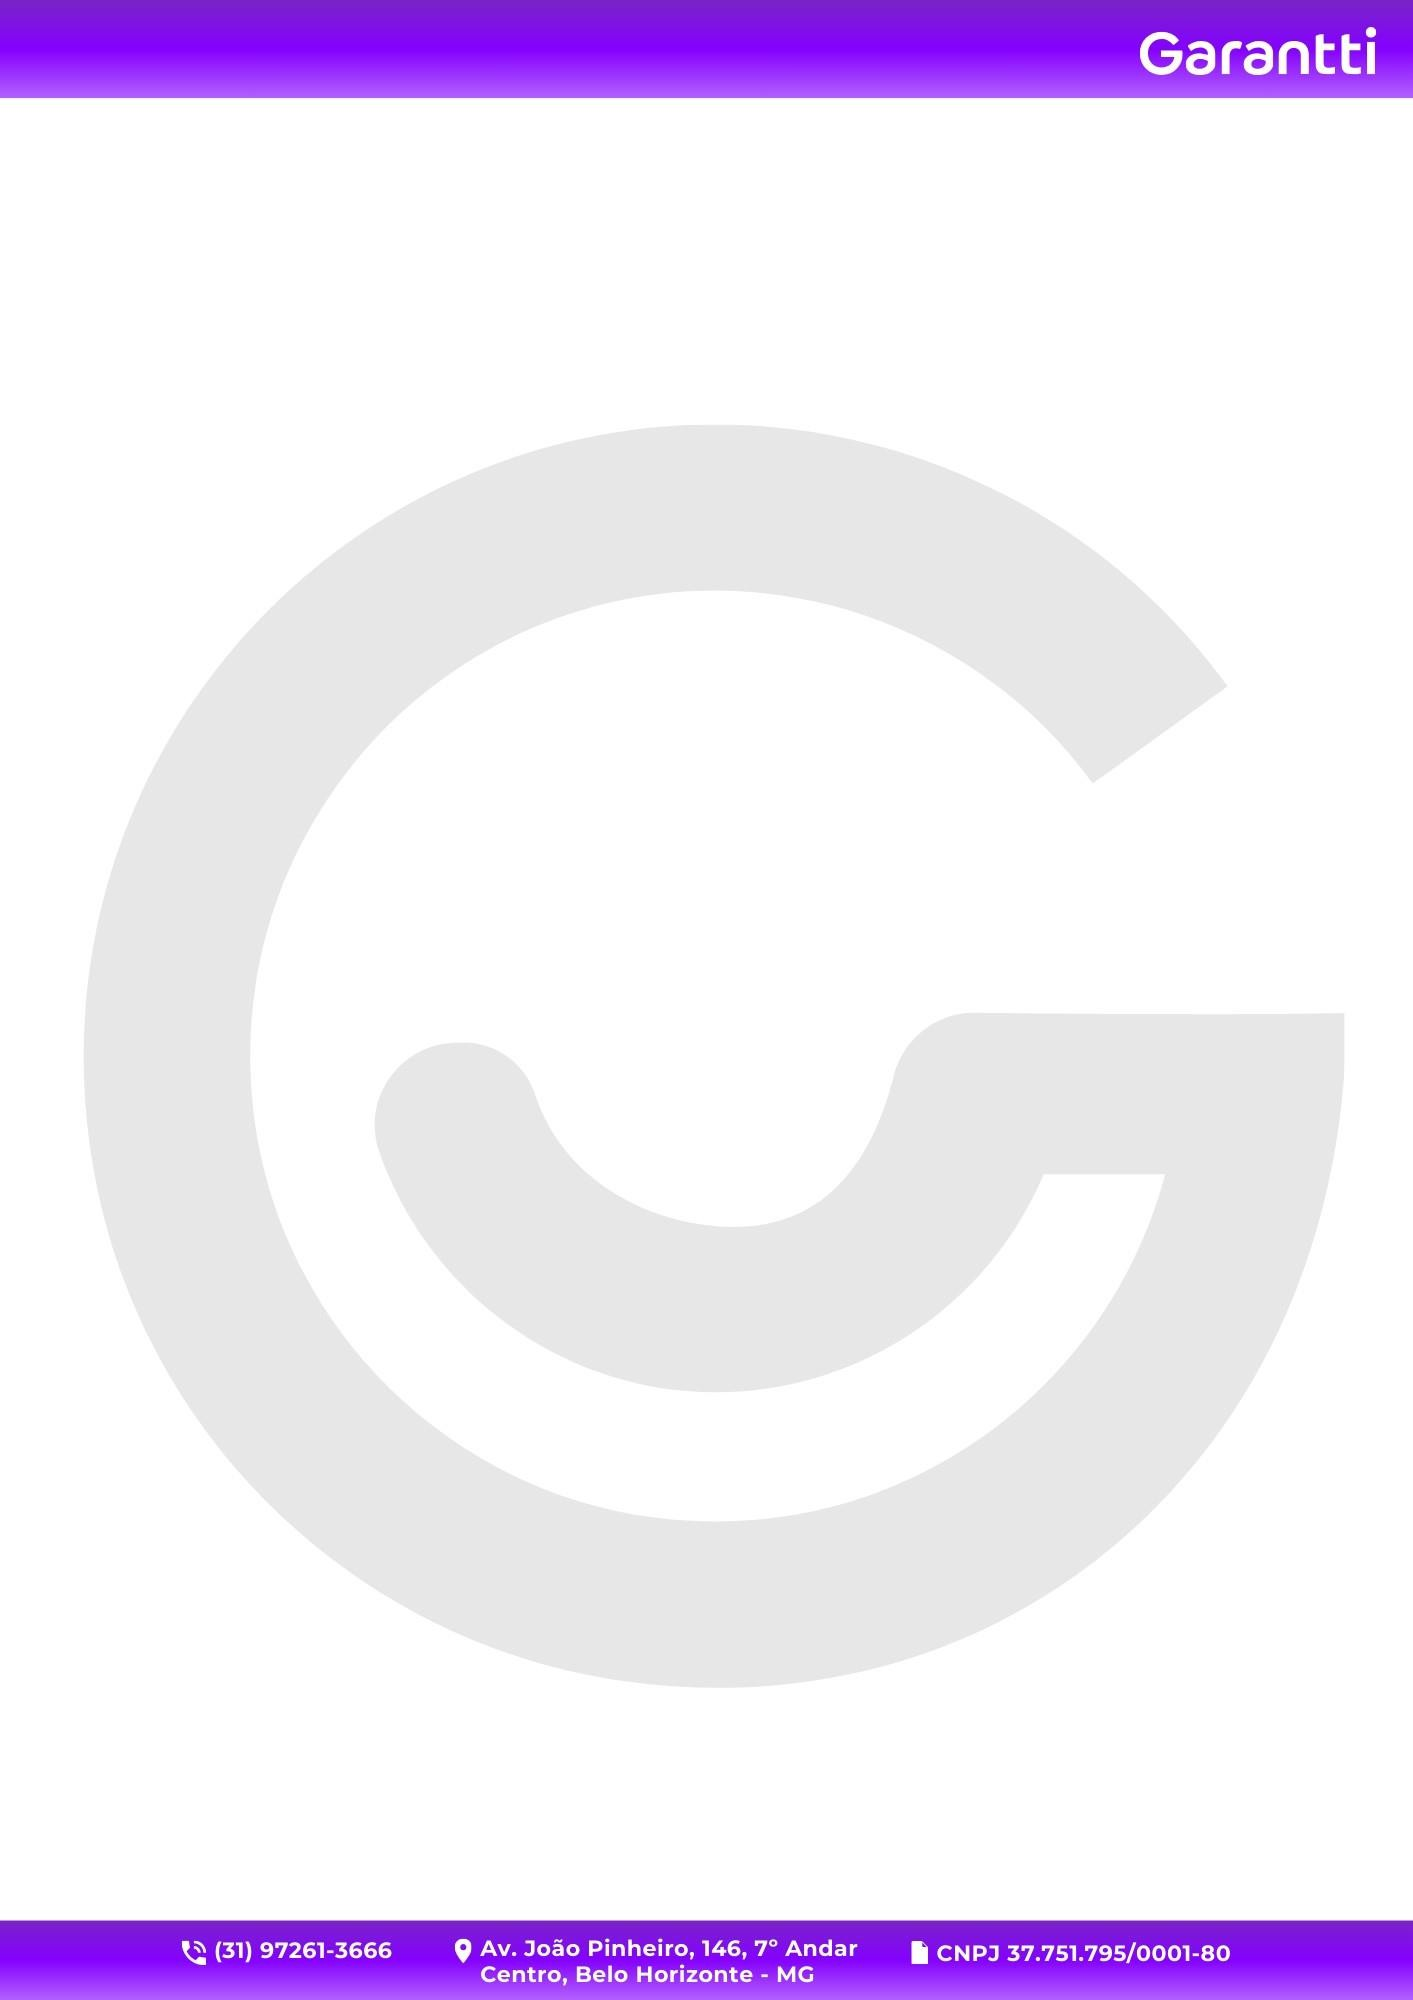 Garantti
(31) 97261-3666
Av. João Pinheiro, 146, 7º Andar
Centro, Belo Horizonte - MG
CNPJ 37.751.795/0001-80